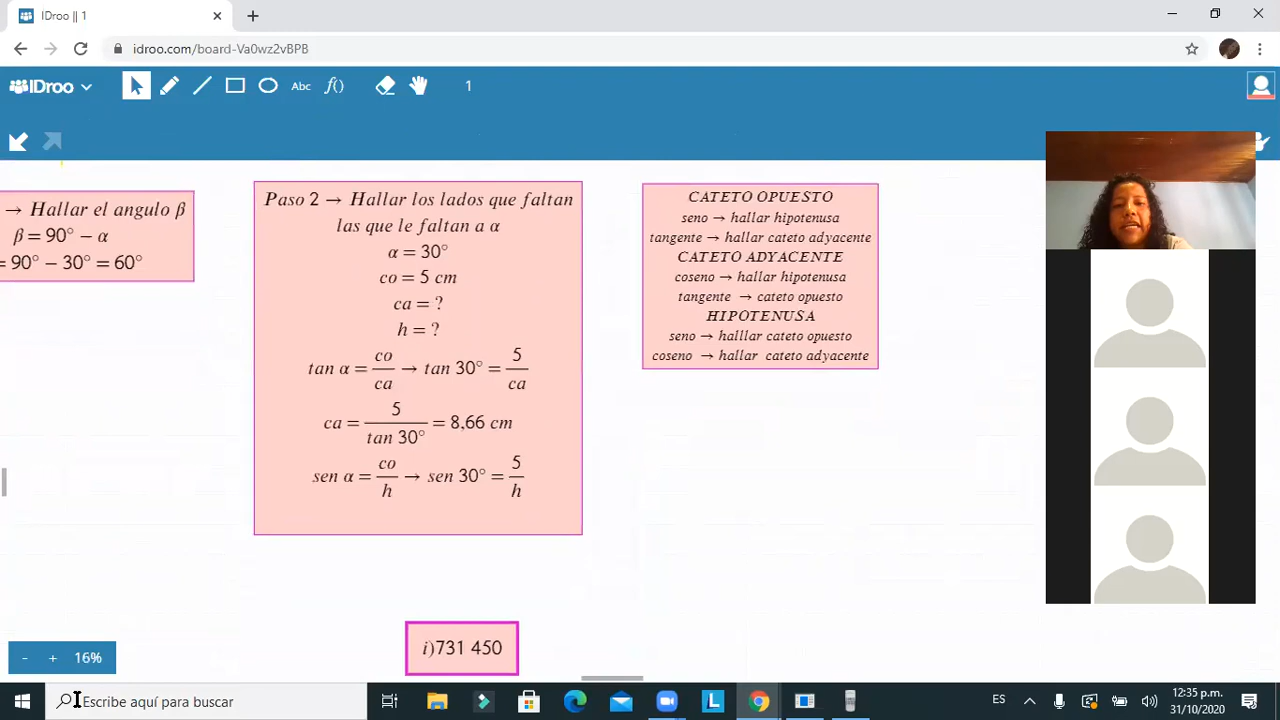 IDroo || 1
idroo.com/board-Va0wz2vBPB
IDroo
Abc
f()
1
→ Hallar el angulo β
β = 90° − α
= 90° − 30° = 60°
Paso 2 → Hallar los lados que faltan
las que le faltan a α
α = 30°
co = 5 cm
ca = ?
h = ?
tan α = co/ca → tan 30° = 5/ca
ca = 5/tan 30° = 8,66 cm
sen α = co/h → sen 30° = 5/h
CATETO OPUESTO
seno → hallar hipotenusa
tangente → hallar cateto adyacente
CATETO ADYACENTE
coseno → hallar hipotenusa
tangente → cateto opuesto
HIPOTENUSA
seno → halllar cateto opuesto
coseno → hallar cateto adyacente
i)731 450
- + 16%
Escribe aquí para buscar
L
ES
12:35 p.m.
31/10/2020